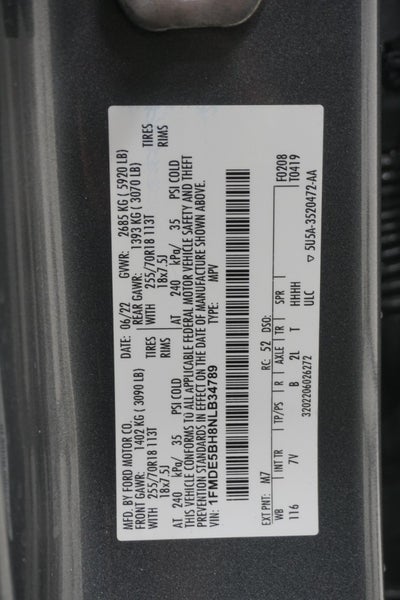 MFD. BY FORD MOTOR CO.
DATE: 06/22 GVWR: 2685 KG ( 5920 LB)
FRONT GAWR: 1402 KG ( 3090 LB)
REAR GAWR: 1393 KG ( 3070 LB)
WITH 255/70R18 113T TIRES
WITH 255/70R18 113T TIRES
18x7.5J RIMS
18x7.5J RIMS
AT 240 kPa/ 35 PSI COLD
AT 240 kPa/ 35 PSI COLD
THIS VEHICLE CONFORMS TO ALL APPLICABLE FEDERAL MOTOR VEHICLE SAFETY AND THEFT
PREVENTION STANDARDS IN EFFECT ON THE DATE OF MANUFACTURE SHOWN ABOVE.
VIN: 1FMDE5BH8NLB34789
TYPE: MPV
F0208
T0419
EXT PNT: M7 RC: 52 DSO:
WB INT TR TP/PS R AXLE TR SPR
116 7V B 2L T HHHH
3202206026272 ULC
▽ 5U5A-3520472-AA